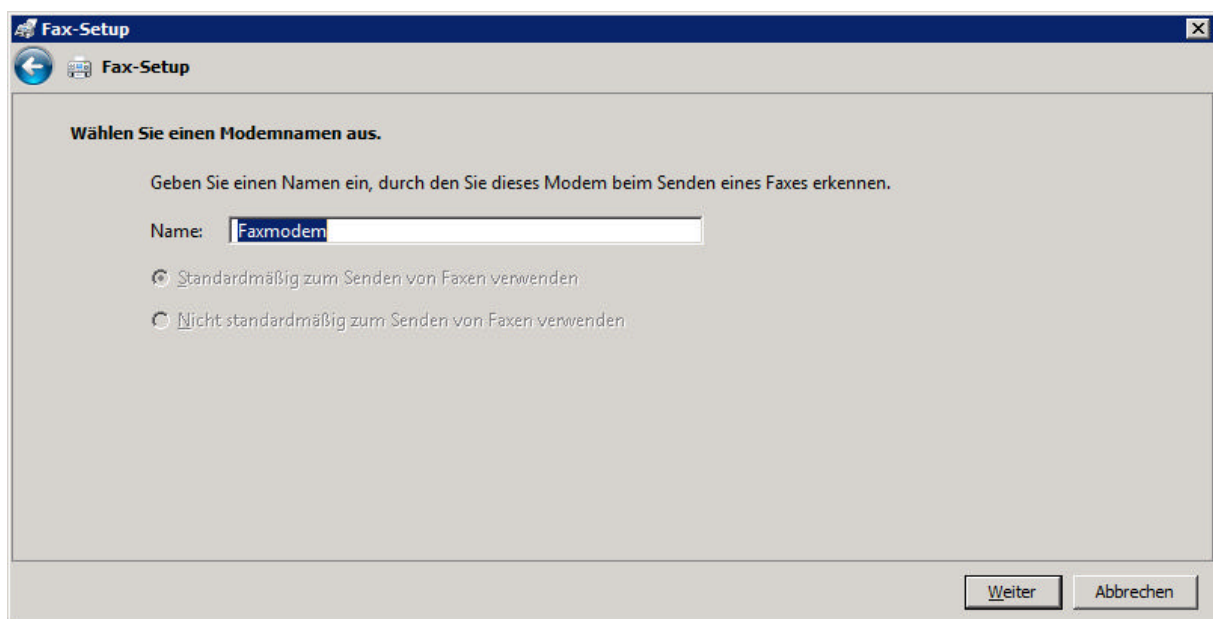 Fax-Setup
Fax-Setup
Wählen Sie einen Modemnamen aus.
Geben Sie einen Namen ein, durch den Sie dieses Modem beim Senden eines Faxes erkennen.
Name: Faxmodem
Standardmäßig zum Senden von Faxen verwenden
Nicht standardmäßig zum Senden von Faxen verwenden
Weiter Abbrechen